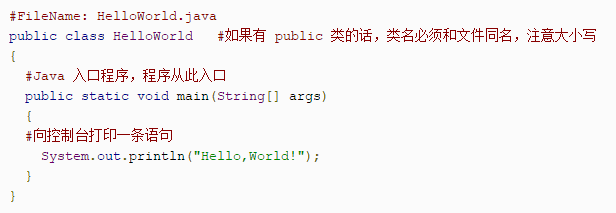 #FileName: HelloWorld.java
public class HelloWorld   #如果有 public 类的话，类名必须和文件同名，注意大小写
{
  #Java 入口程序，程序从此入口
  public static void main(String[] args)
  {
  #向控制台打印一条语句
    System.out.println("Hello,World!");
  }
}